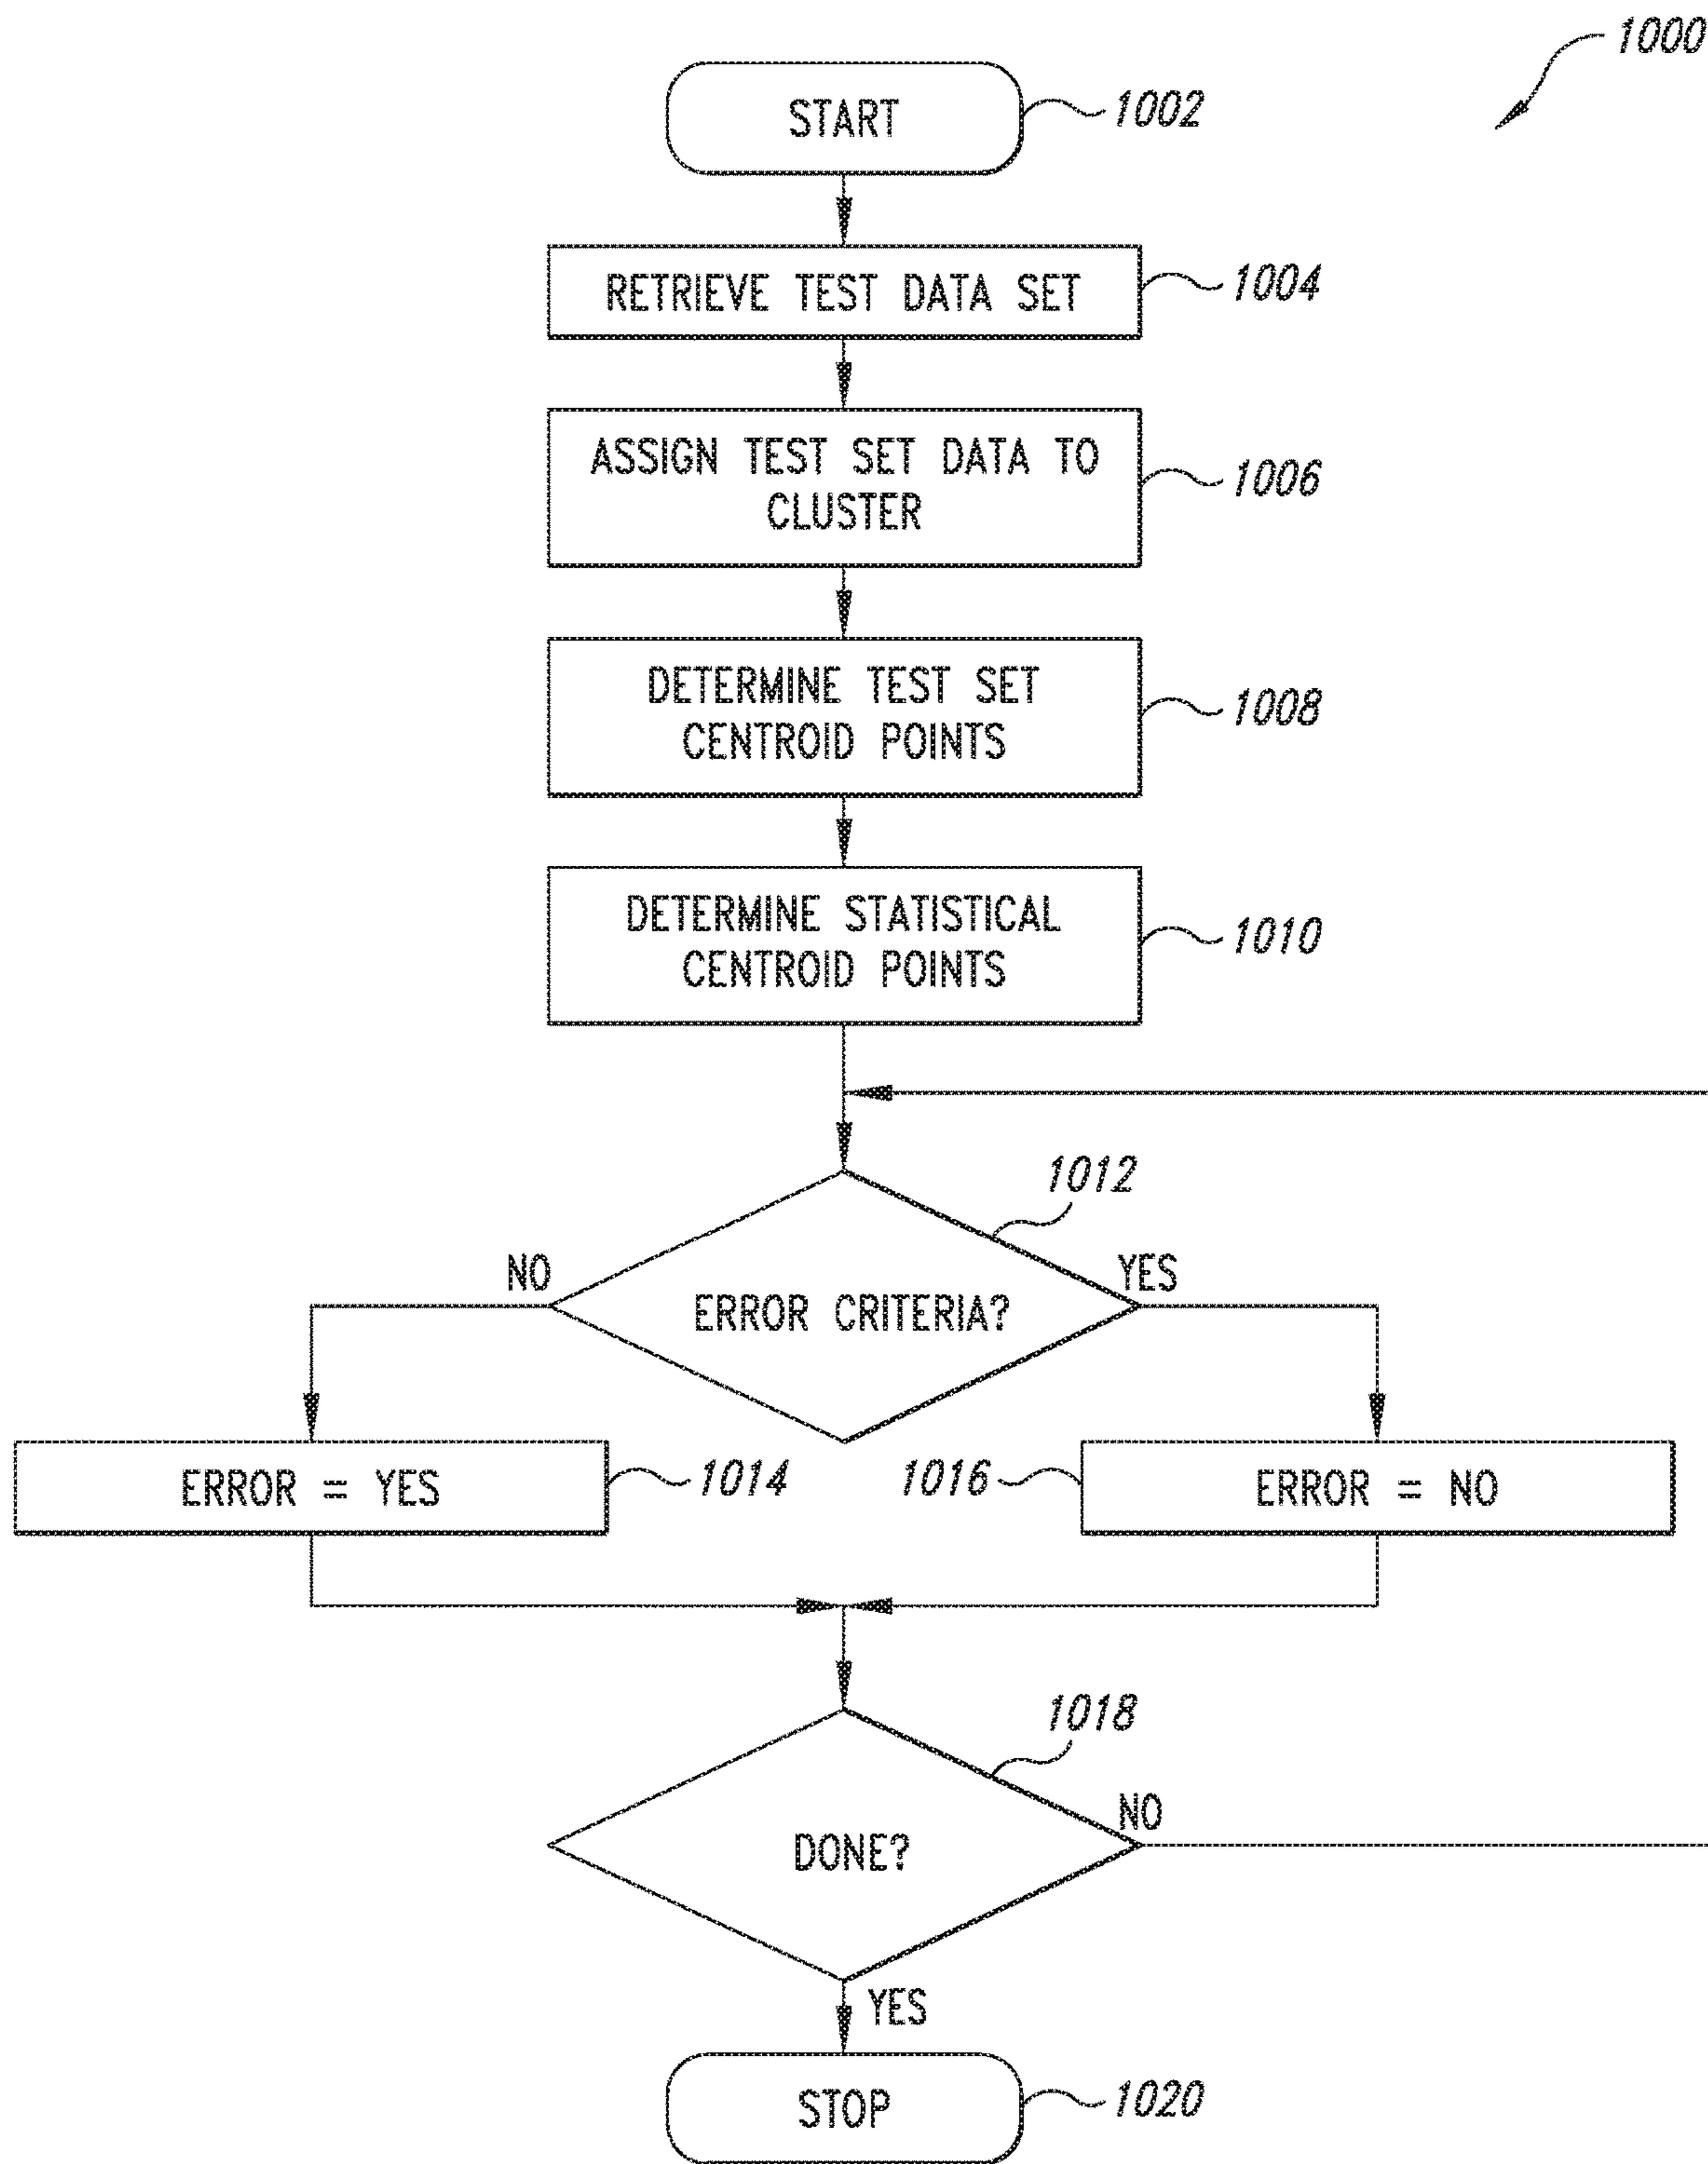 1000
START
1002
RETRIEVE TEST DATA SET
1004
ASSIGN TEST SET DATA TO
CLUSTER
1006
DETERMINE TEST SET
CENTROID POINTS
1008
DETERMINE STATISTICAL
CENTROID POINTS
1010
1012
NO
YES
ERROR CRITERIA?
ERROR = YES
1014
1016
ERROR = NO
1018
NO
DONE?
YES
STOP
1020